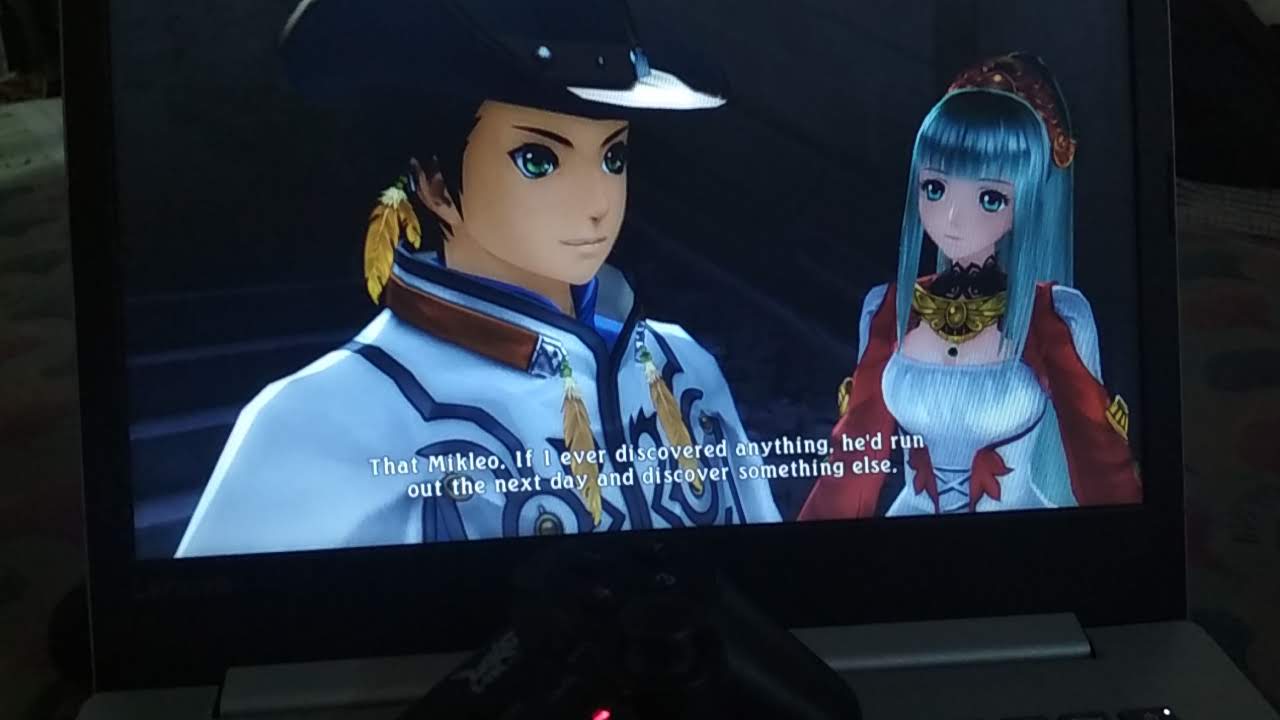 That Mikleo. If I ever discovered anything, he'd run
out the next day and discover something else.